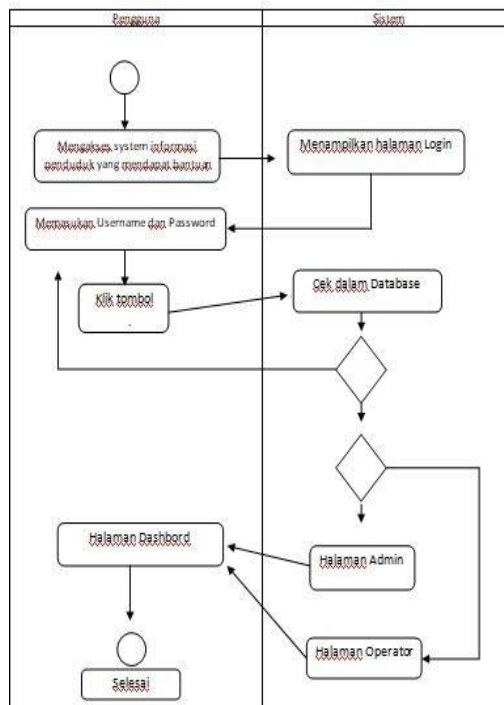 Pengguna
Sistem
Mengakses system informasi
penduduk yang mendapat bantuan
Menampilkan halaman Login
Memasukan Username dan Password
Klik tombol
.
Cek dalam Database
Halaman Dashbord
Halaman Admin
Halaman Operator
Selesai